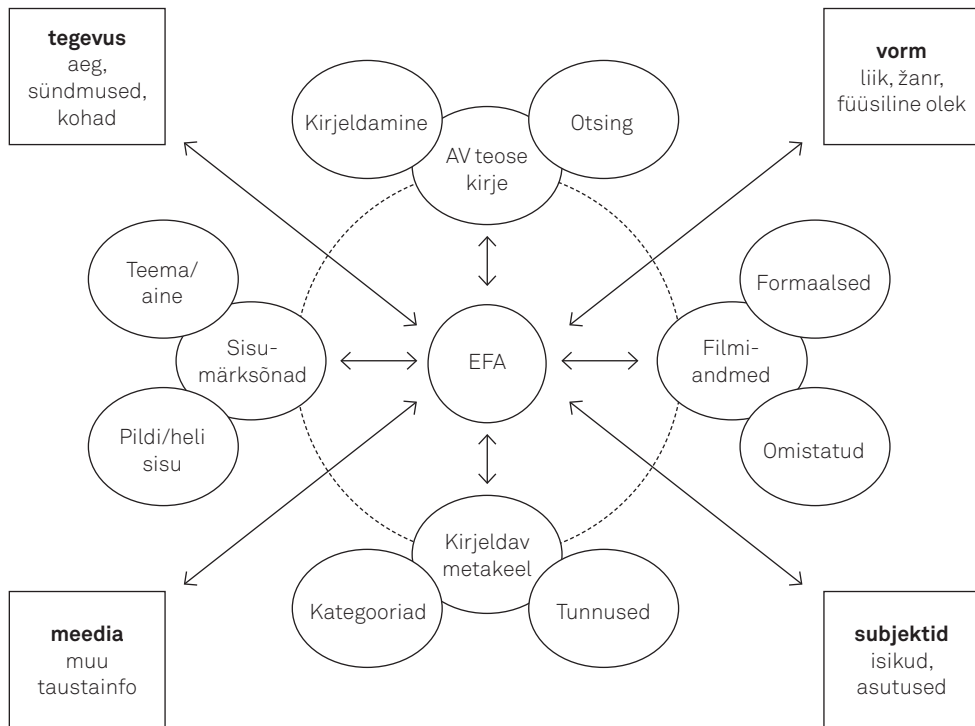 tegevus
aeg,
sündmused,
kohad
vorm
liik, žanr,
füüsiline olek
Kirjeldamine
Otsing
AV teose
kirje
Teema/
aine
Formaalsed
Sisu-
märksõnad
EFA
Filmi-
andmed
Pildi/heli
sisu
Omistatud
Kirjeldav
metakeel
Kategooriad
Tunnused
meedia
muu
taustainfo
subjektid
isikud,
asutused